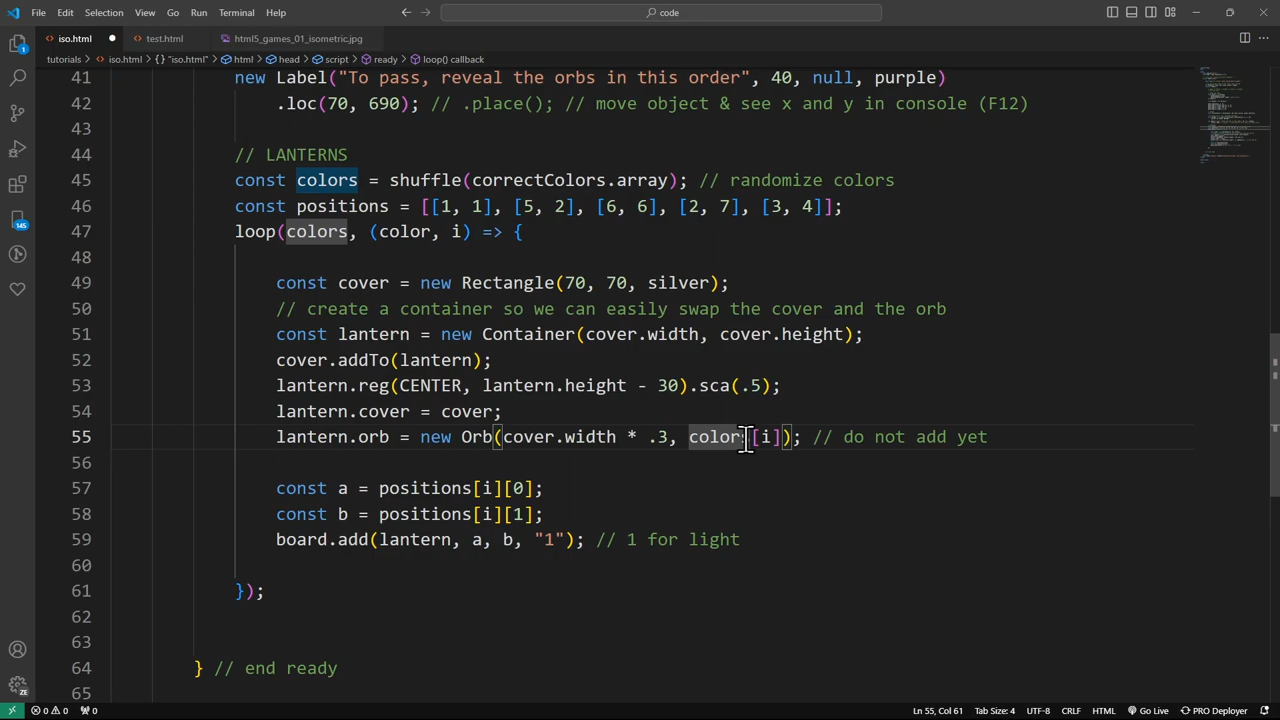 File Edit Selection View Go Run Terminal Help
code
iso.html
test.html
html5_games_01_isometric.jpg
tutorials > iso.html > {} "iso.html" > html > head > script > ready > loop() callback
41 new Label("To pass, reveal the orbs in this order", 40, null, purple)
42 .loc(70, 690); // .place(); // move object & see x and y in console (F12)
43
44 // LANTERNS
45 const colors = shuffle(correctColors.array); // randomize colors
46 const positions = [[1, 1], [5, 2], [6, 6], [2, 7], [3, 4]];
47 loop(colors, (color, i) => {
48
49 const cover = new Rectangle(70, 70, silver);
50 // create a container so we can easily swap the cover and the orb
51 const lantern = new Container(cover.width, cover.height);
52 cover.addTo(lantern);
53 lantern.reg(CENTER, lantern.height - 30).sca(.5);
54 lantern.cover = cover;
55 lantern.orb = new Orb(cover.width * .3, colors[i]); // do not add yet
56
57 const a = positions[i][0];
58 const b = positions[i][1];
59 board.add(lantern, a, b, "1"); // 1 for light
60
61 });
62
63
64 } // end ready
65
1
145
ZE
0 0 0
Ln 55, Col 61 Tab Size: 4 UTF-8 CRLF HTML Go Live PRO Deployer